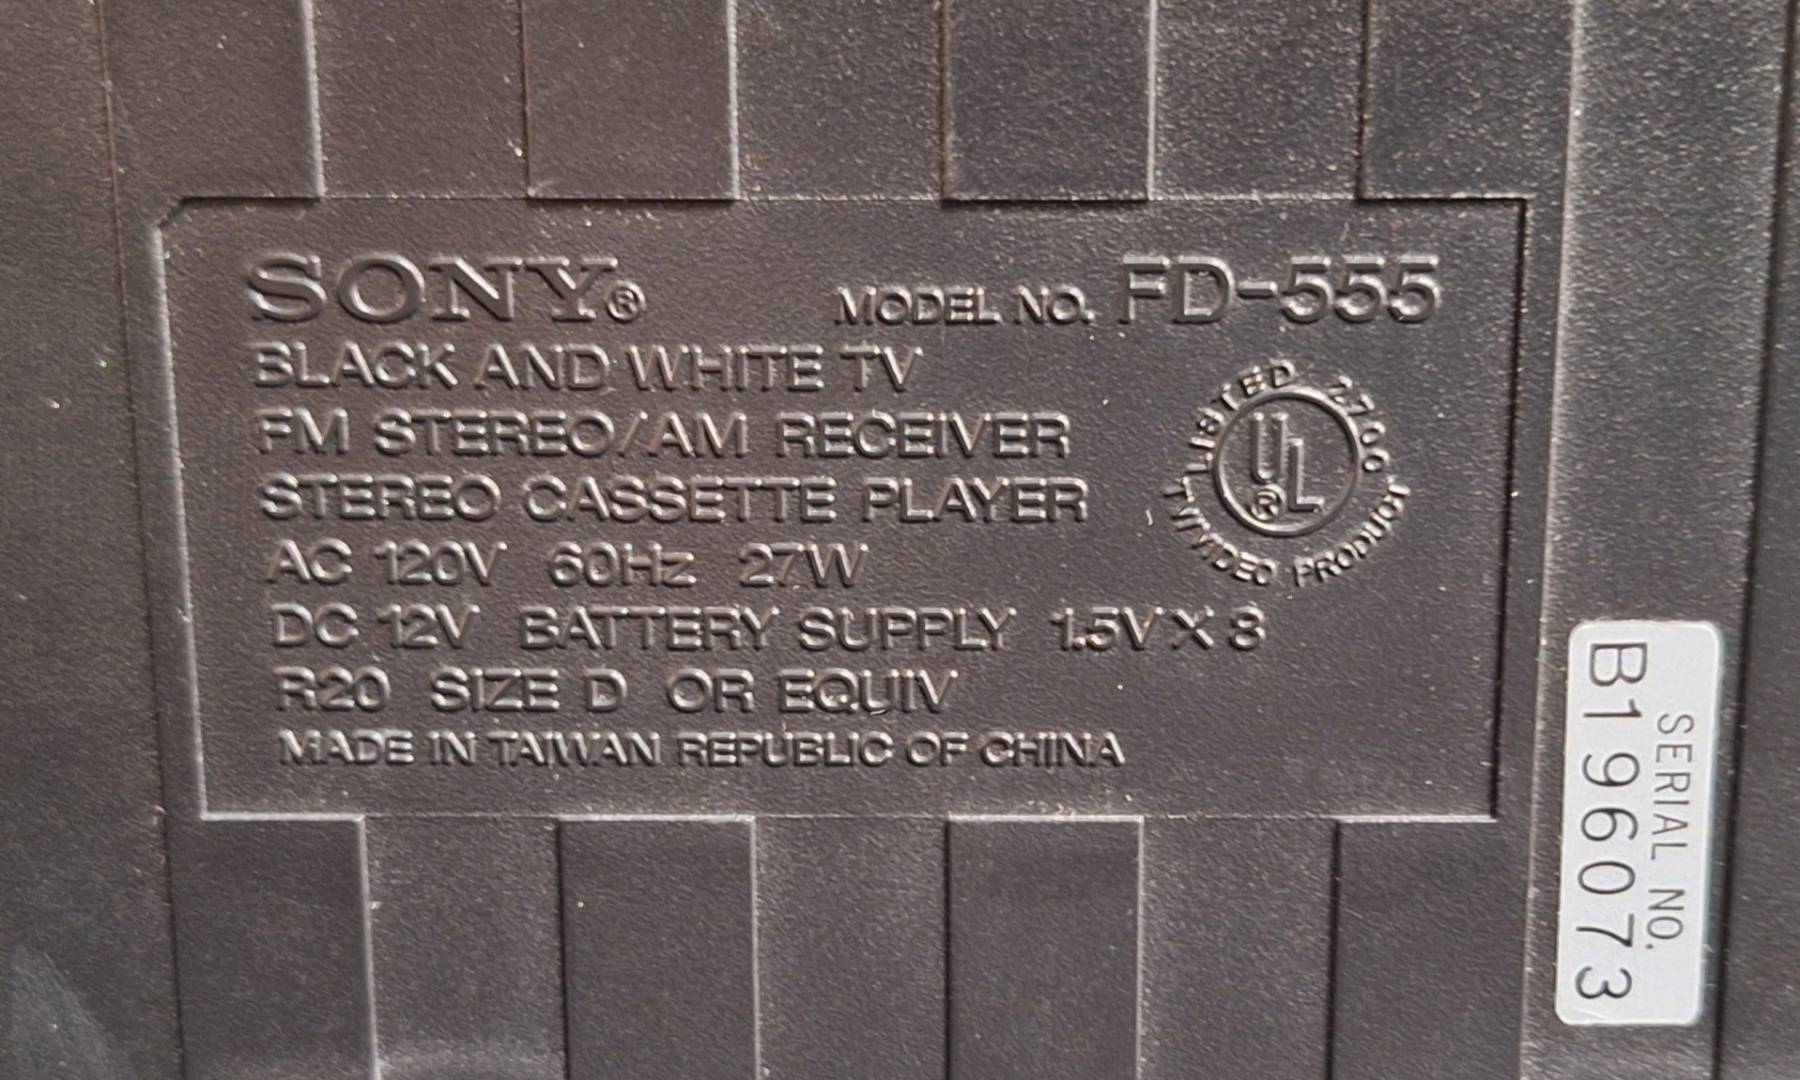 SONY®
MODEL NO. FD-555
BLACK AND WHITE TV
FM STEREO/AM RECEIVER
STEREO CASSETTE PLAYER
AC 120V 60Hz 27W
DC 12V BATTERY SUPPLY 1.5V X 8
R20 SIZE D OR EQUIV
MADE IN TAIWAN REPUBLIC OF CHINA
LISTED 270O
UL®
TV/VIDEO PRODUCT
SERIAL NO.
B196073